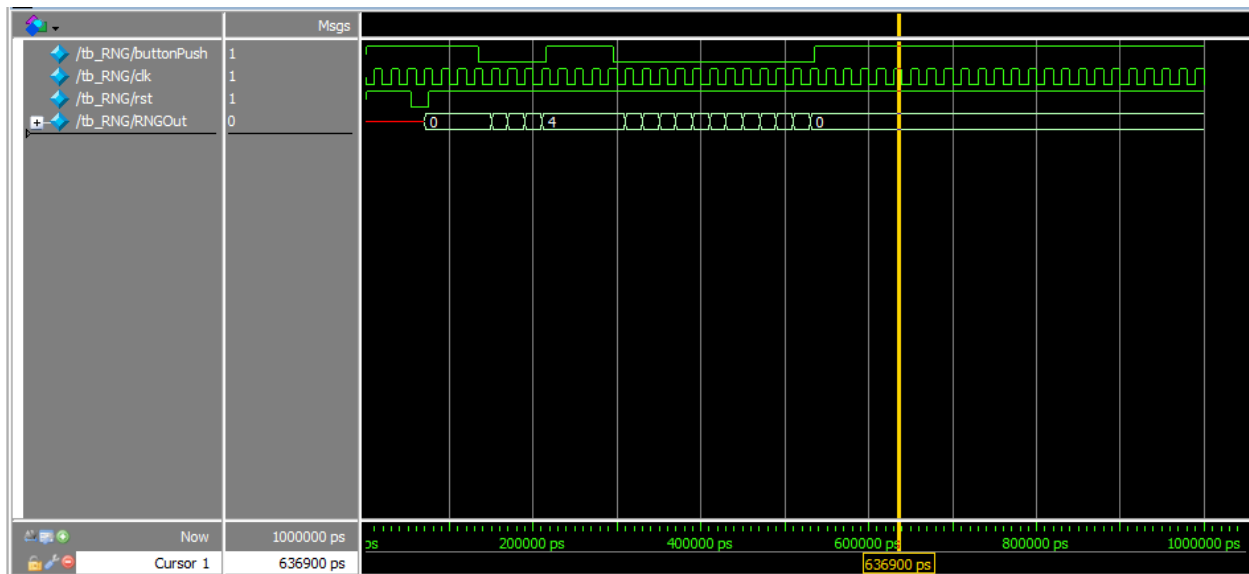 Msgs
/tb_RNG/buttonPush 1
/tb_RNG/clk 1
/tb_RNG/rst 1
/tb_RNG/RNGOut 0 0 4 0
Now 1000000 ps ps 200000 ps 400000 ps 600000 ps 800000 ps 1000000 ps
Cursor 1 636900 ps 636900 ps